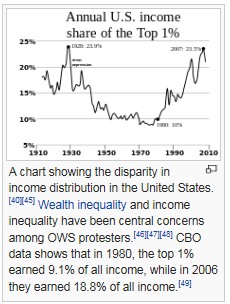 Annual U.S. income
share of the Top 1%
25%
1928: 23.9%
2007: 23.5%
20%
15%
10%
1980: 10%
5%
1910 1930 1950 1970 1990 2010
A chart showing the disparity in
income distribution in the United States.
[44][45] Wealth inequality and income
inequality have been central concerns
among OWS protesters.[46][47][48] CBO
data shows that in 1980, the top 1%
earned 9.1% of all income, while in 2006
they earned 18.8% of all income.[49]